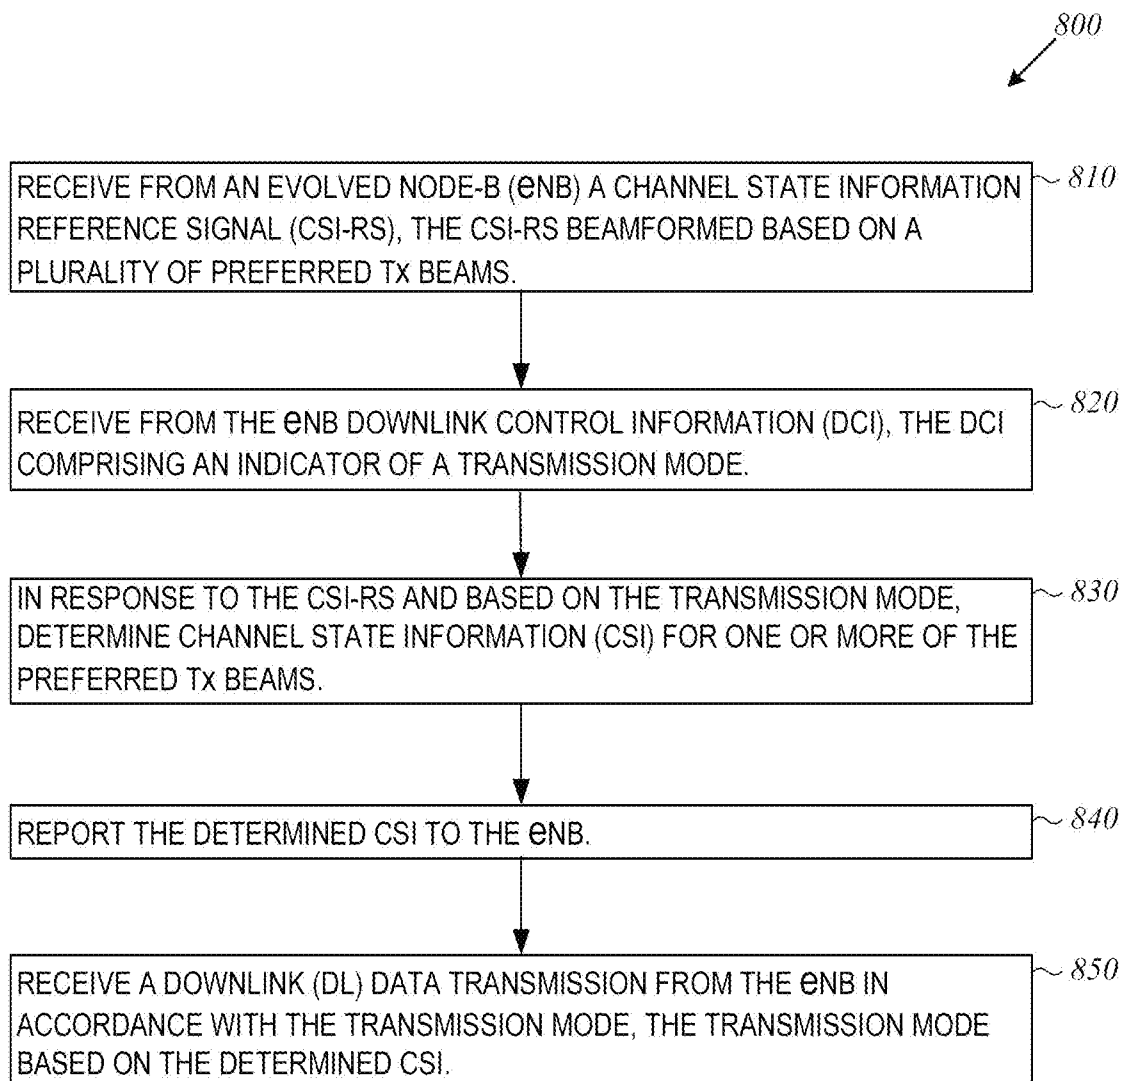 800
RECEIVE FROM AN EVOLVED NODE-B (eNB) A CHANNEL STATE INFORMATION
REFERENCE SIGNAL (CSI-RS), THE CSI-RS BEAMFORMED BASED ON A
PLURALITY OF PREFERRED Tx BEAMS.
810
RECEIVE FROM THE eNB DOWNLINK CONTROL INFORMATION (DCI), THE DCI
COMPRISING AN INDICATOR OF A TRANSMISSION MODE.
820
IN RESPONSE TO THE CSI-RS AND BASED ON THE TRANSMISSION MODE,
DETERMINE CHANNEL STATE INFORMATION (CSI) FOR ONE OR MORE OF THE
PREFERRED Tx BEAMS.
830
REPORT THE DETERMINED CSI TO THE eNB.
840
RECEIVE A DOWNLINK (DL) DATA TRANSMISSION FROM THE eNB IN
ACCORDANCE WITH THE TRANSMISSION MODE, THE TRANSMISSION MODE
BASED ON THE DETERMINED CSI.
850